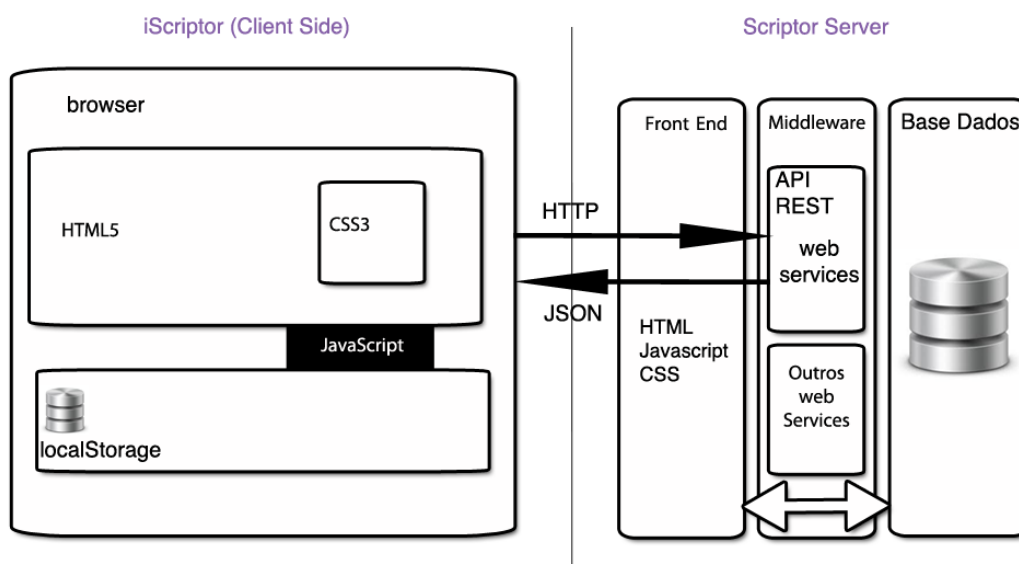 iScriptor (Client Side)
browser
HTML5
CSS3
JavaScript
localStorage
HTTP
JSON
Scriptor Server
Front End
HTML
Javascript
CSS
Middleware
API
REST
web
services
Outros
web
Services
Base Dados